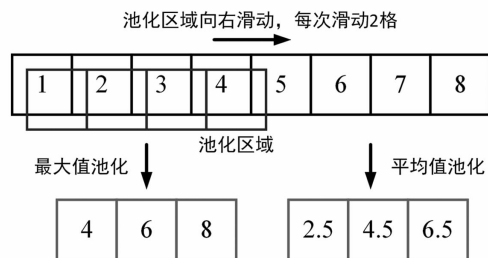 池化区域向右滑动，每次滑动2格
1 2 3 4 5 6 7 8
池化区域
最大值池化 平均值池化
4 6 8 2.5 4.5 6.5